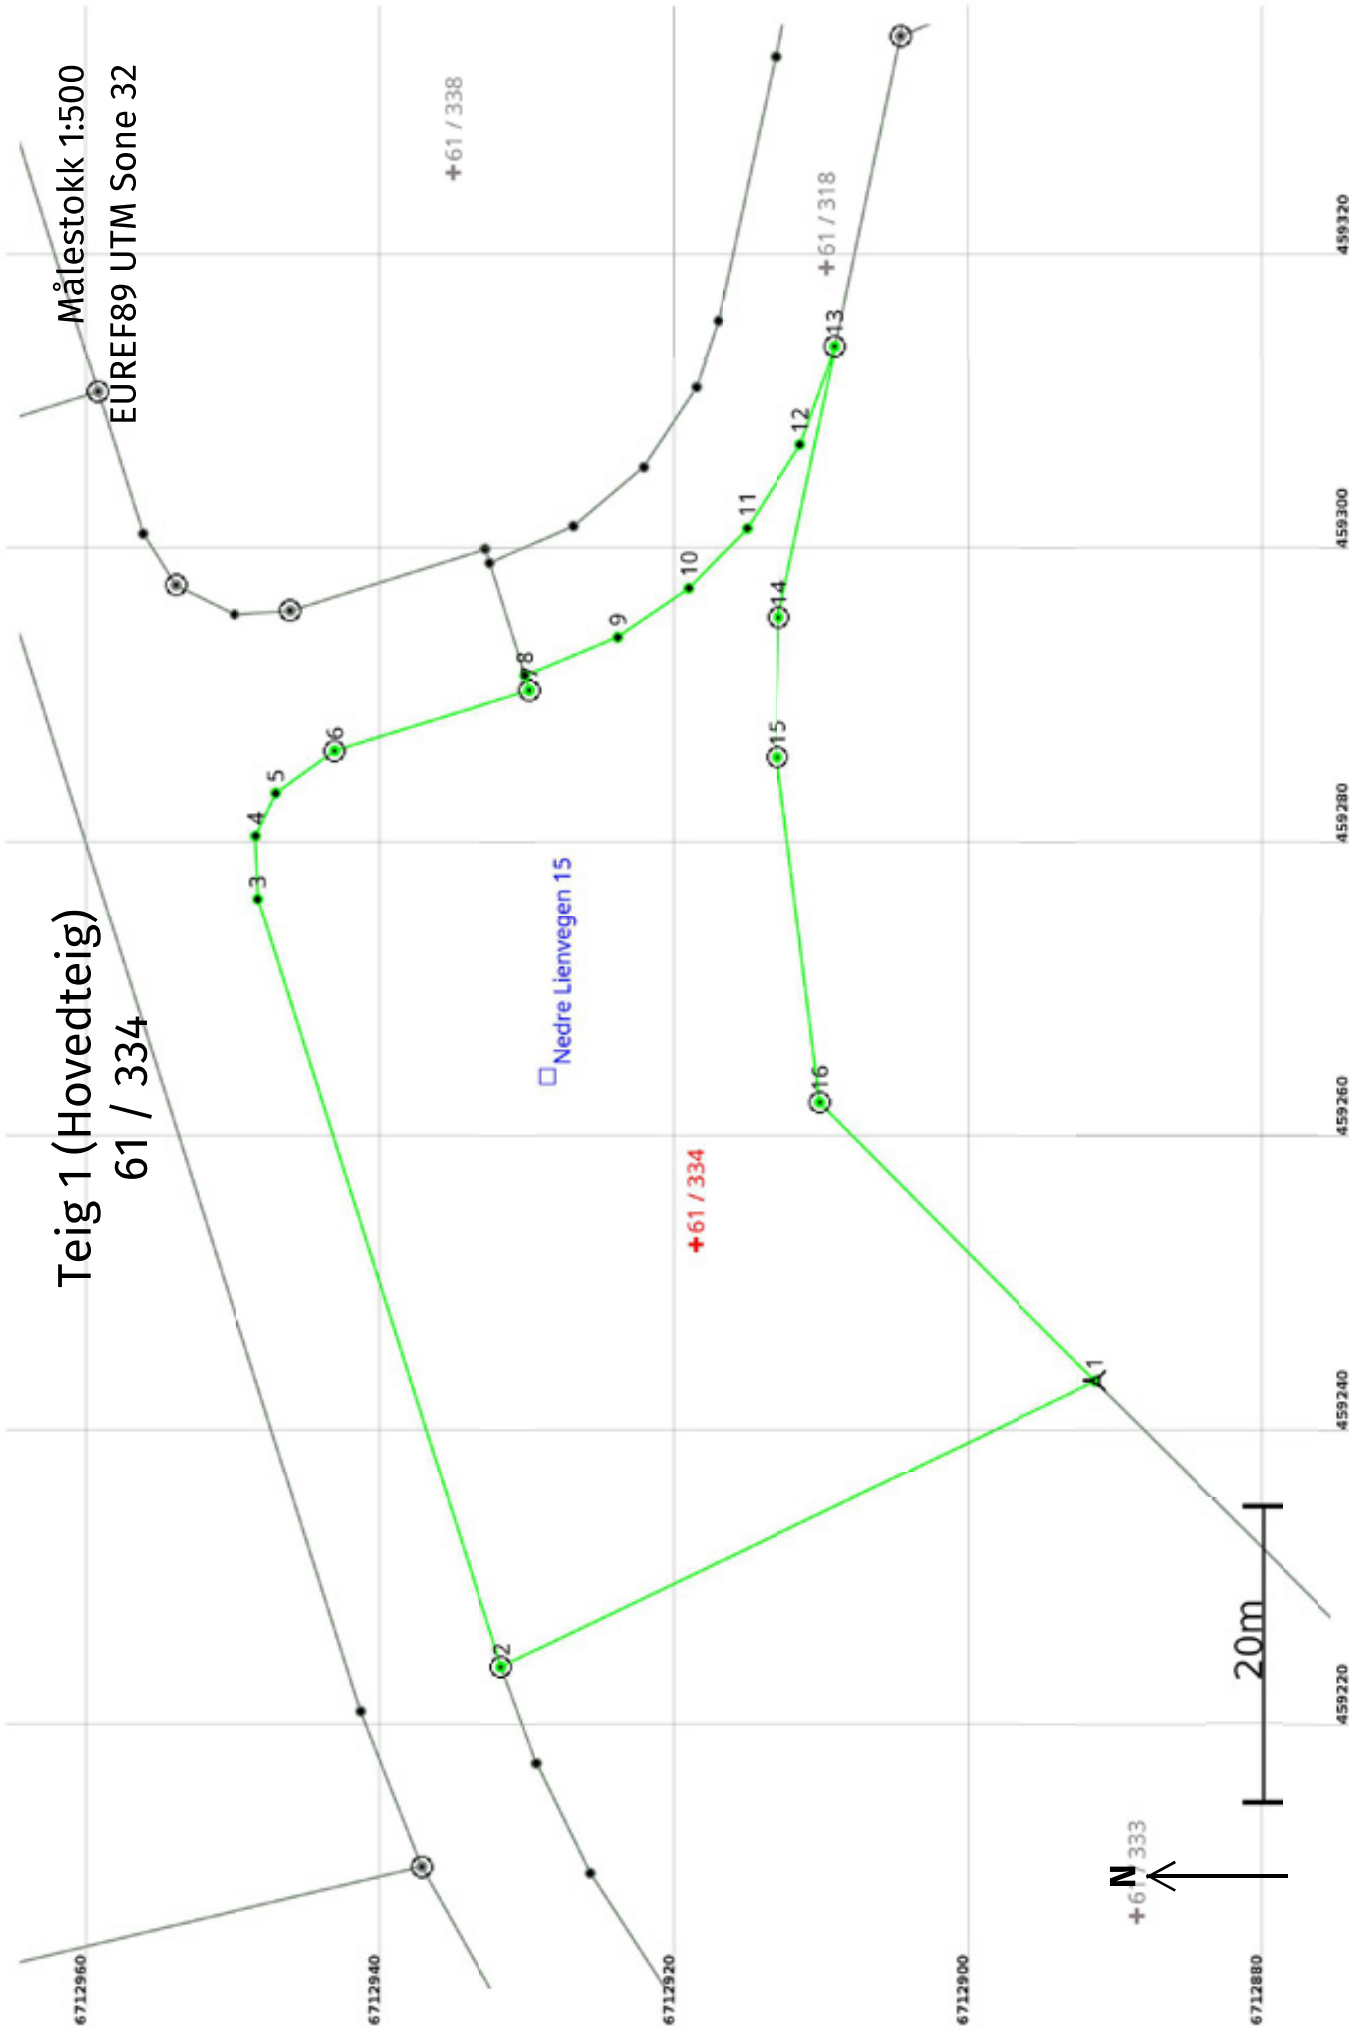 Teig 1 (Hovedteig)
61 / 334
Målestokk 1:500
EUREF89 UTM Sone 32
6712960
6712940
6712920
6712900
6712880
459220
459240
459260
459280
459300
459320
+61 / 338
+61 / 318
+61 / 334
+61 / 333
Nedre Lienvegen 15
1
2
3
4
5
6
7
8
9
10
11
12
13
14
15
16
N
20m